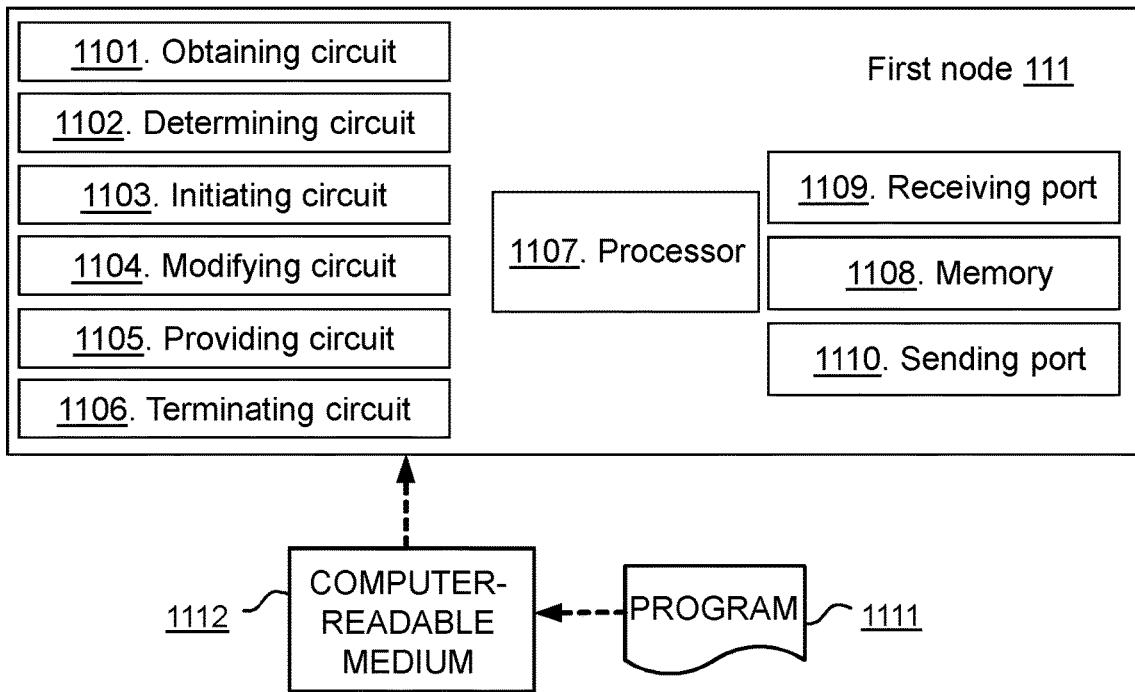 1101. Obtaining circuit
1102. Determining circuit
1103. Initiating circuit
1104. Modifying circuit
1105. Providing circuit
1106. Terminating circuit
First node 111
1107. Processor
1109. Receiving port
1108. Memory
1110. Sending port
1112
COMPUTER-
READABLE
MEDIUM
PROGRAM
1111